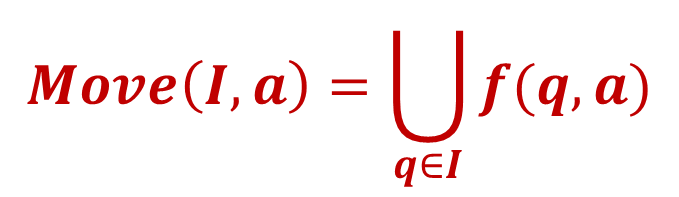 Move(I, a) = ⋃ f(q, a)
q∈I